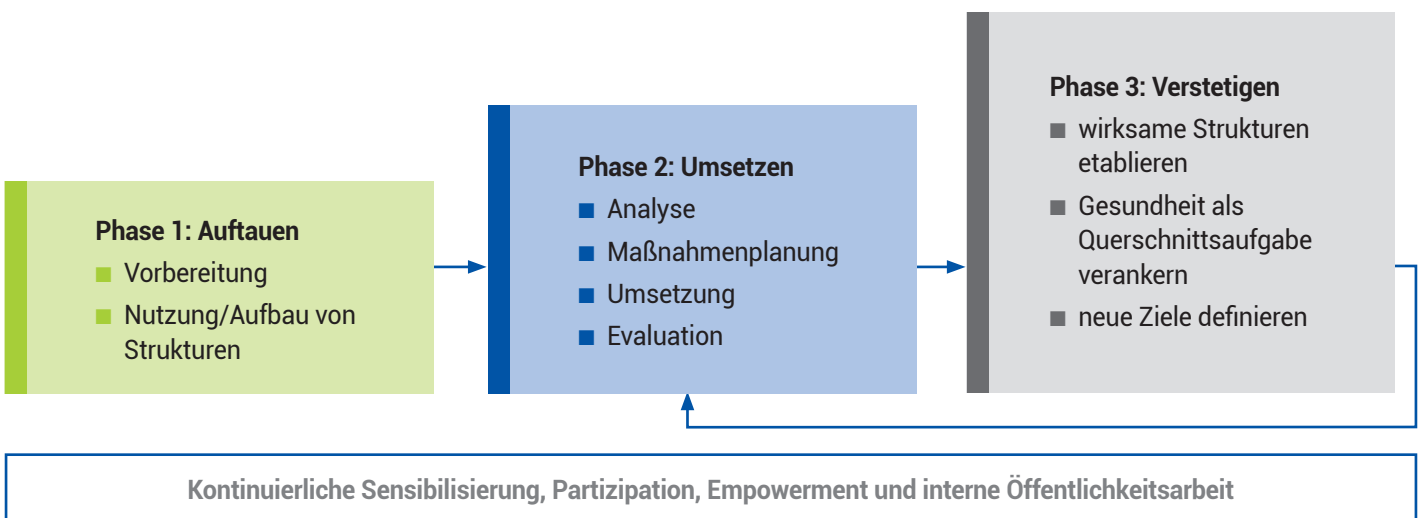 Phase 1: Auftauen
■ Vorbereitung
■ Nutzung/Aufbau von
Strukturen
Phase 2: Umsetzen
■ Analyse
■ Maßnahmenplanung
■ Umsetzung
■ Evaluation
Phase 3: Verstetigen
■ wirksame Strukturen
etablieren
■ Gesundheit als
Querschnittsaufgabe
verankern
■ neue Ziele definieren
Kontinuierliche Sensibilisierung, Partizipation, Empowerment und interne Öffentlichkeitsarbeit